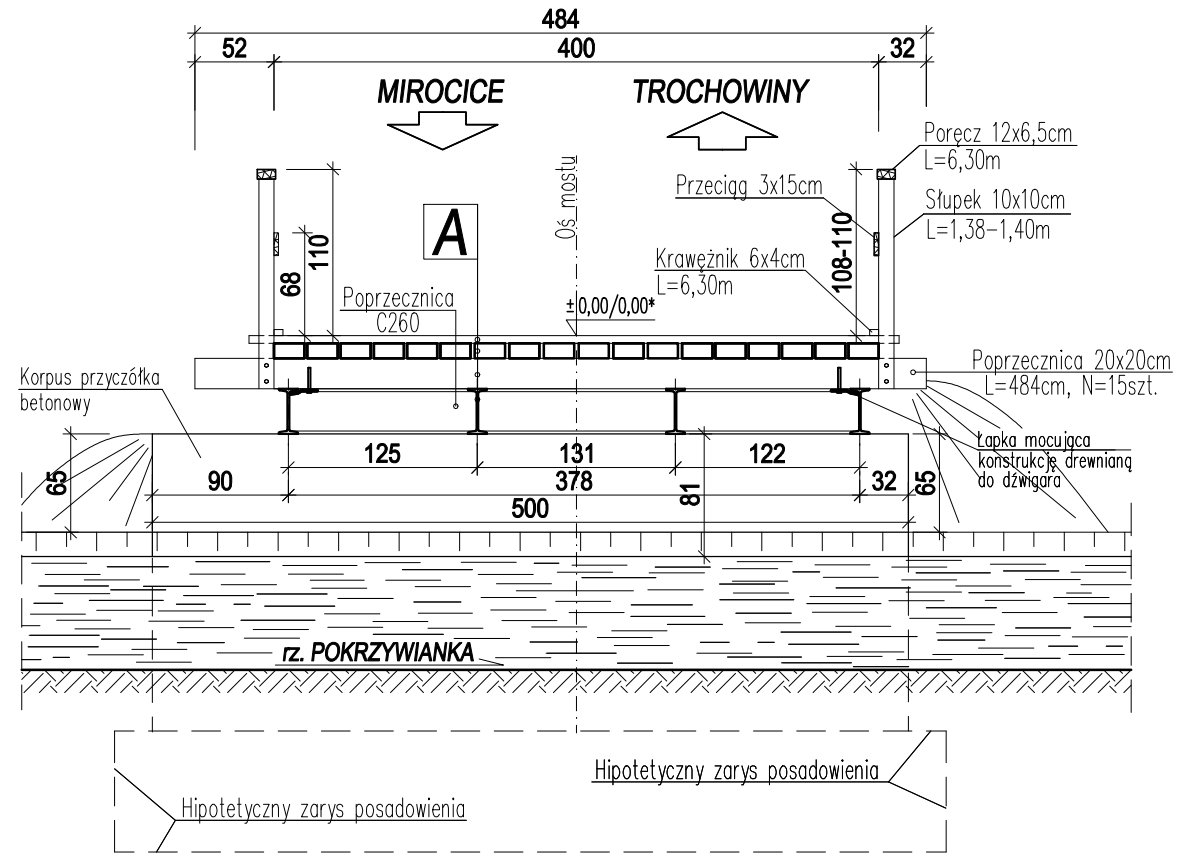 484
52
400
32
MIROCICE
TROCHOWINY
Poręcz 12x6,5cm
L=6,30m
Przeciąg 3x15cm
Słupek 10x10cm
L=1,38-1,40m
Oś mostu
A
110
68
108-110
Krawężnik 6x4cm
L=6,30m
Poprzecznica
C260
±0,00/0,00*
Poprzecznica 20x20cm
L=484cm, N=15szt.
Korpus przyczółka
betonowy
Łapka mocująca
konstrukcję drewnianą
do dźwigara
125
131
122
65
90
378
32
65
81
500
rz. POKRZYWIANKA
Hipotetyczny zarys posadowienia
Hipotetyczny zarys posadowienia